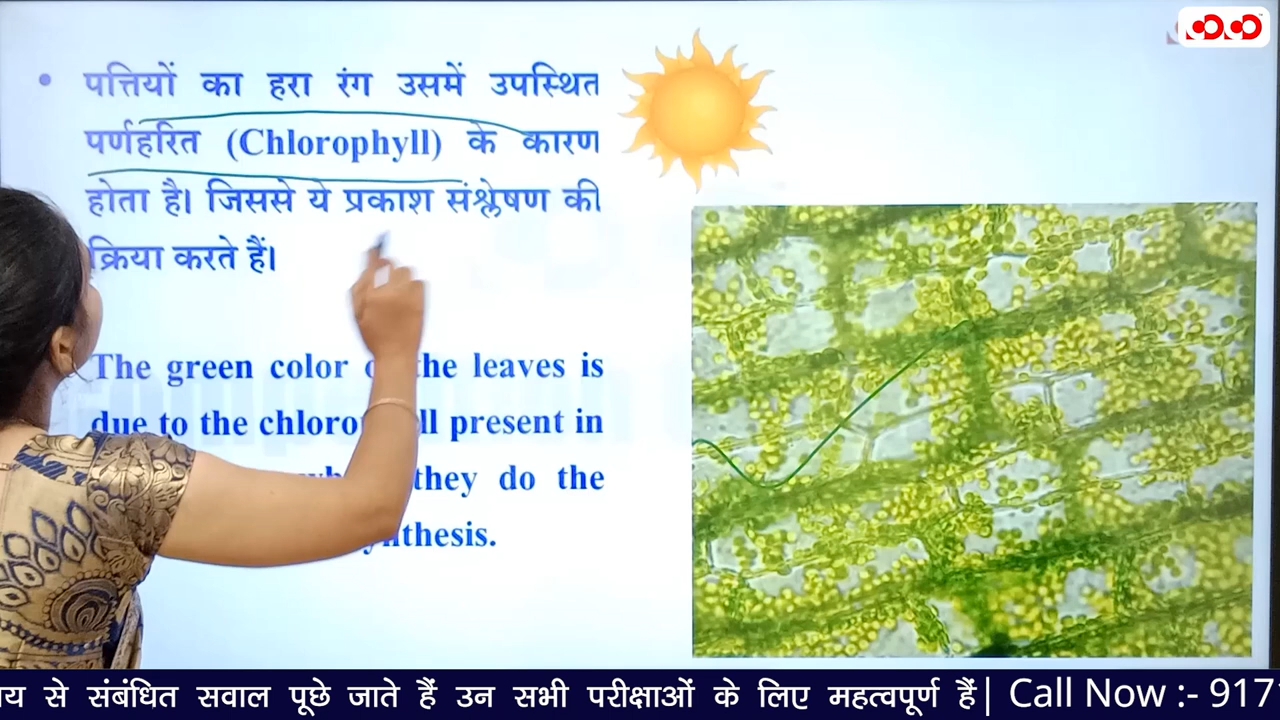 पत्तियों का हरा रंग उसमें उपस्थित
पर्णहरित (Chlorophyll) के कारण
होता है। जिससे ये प्रकाश संश्लेषण की
क्रिया करते हैं।
The green color the leaves is
due to the present in
they do the
से संबंधित सवाल पूछे जाते हैं उन सभी परीक्षाओं के लिए महत्वपूर्ण हैं| Call Now :- 917